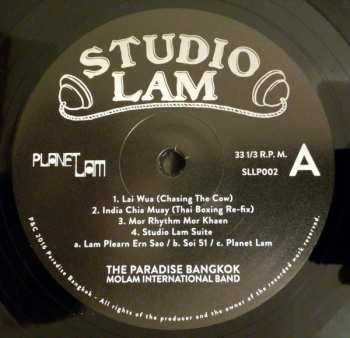 STUDIO
LAM
PLANET
LAM
33 1/3 R.P.M.
SLLP002
A
1. Lai Wua (Chasing The Cow)
2. India Chia Muay (Thai Boxing Re-fix)
3. Mor Rhythm Mor Khaen
4. Studio Lam Suite
a. Lam Plearn Ern Sao / b. Soi 51 / c. Planet Lam
THE PARADISE BANGKOK
MOLAM INTERNATIONAL BAND
P&C 2016 Paradise Bangkok - All rights of the producer and the owner of the recorded work reserved.